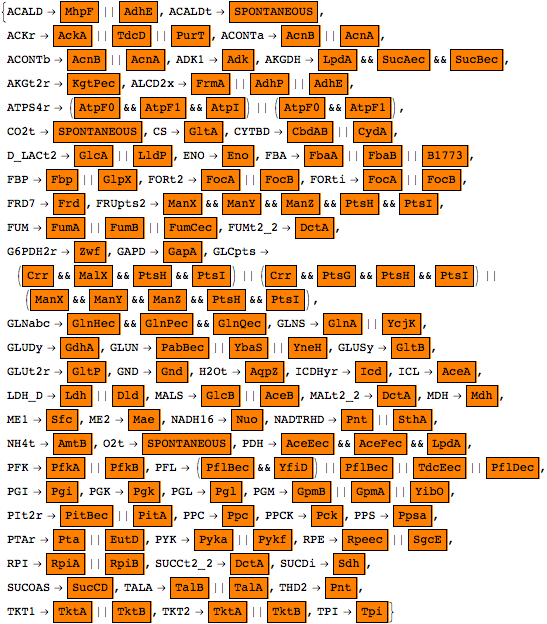 {ACALD → MhpF || AdhE, ACALDt → SPONTANEOUS,
ACKr → AckA || TdcD || PurT, ACONTa → AcnB || AcnA,
ACONTb → AcnB || AcnA, ADK1 → Adk, AKGDH → LpdA && SucAec && SucBec,
AKGt2r → KgtPec, ALCD2x → FrmA || AdhP || AdhE,
ATPS4r → (AtpF0 && AtpF1 && AtpI) || (AtpF0 && AtpF1),
CO2t → SPONTANEOUS, CS → GltA, CYTBD → CbdAB || CydA,
D_LACt2 → GlcA || LldP, ENO → Eno, FBA → FbaA || FbaB || B1773,
FBP → Fbp || GlpX, FORt2 → FocA || FocB, FORti → FocA || FocB,
FRD7 → Frd, FRUpts2 → ManX && ManY && ManZ && PtsH && PtsI,
FUM → FumA || FumB || FumCec, FUMt2_2 → DctA,
G6PDH2r → Zwf, GAPD → GapA, GLCpts →
(Crr && MalX && PtsH && PtsI) || (Crr && PtsG && PtsH && PtsI) ||
(ManX && ManY && ManZ && PtsH && PtsI),
GLNabc → GlnHec && GlnPec && GlnQec, GLNS → GlnA || YcjK,
GLUDy → GdhA, GLUN → PabBec || YbaS || YneH, GLUSy → GltB,
GLUt2r → GltP, GND → Gnd, H2Ot → AqpZ, ICDHyr → Icd, ICL → AceA,
LDH_D → Ldh || Dld, MALS → GlcB || AceB, MALt2_2 → DctA, MDH → Mdh,
ME1 → Sfc, ME2 → Mae, NADH16 → Nuo, NADTRHD → Pnt || SthA,
NH4t → AmtB, O2t → SPONTANEOUS, PDH → AceEec && AceFec && LpdA,
PFK → PfkA || PfkB, PFL → (PflBec && YfiD) || PflBec || TdcEec || PflDec,
PGI → Pgi, PGK → Pgk, PGL → Pgl, PGM → GpmB || GpmA || YibO,
PIt2r → PitBec || PitA, PPC → Ppc, PPCK → Pck, PPS → Ppsa,
PTAr → Pta || EutD, PYK → Pyka || Pykf, RPE → Rpeec || SgcE,
RPI → RpiA || RpiB, SUCCt2_2 → DctA, SUCDi → Sdh,
SUCOAS → SucCD, TALA → TalB || TalA, THD2 → Pnt,
TKT1 → TktA || TktB, TKT2 → TktA || TktB, TPI → Tpi}